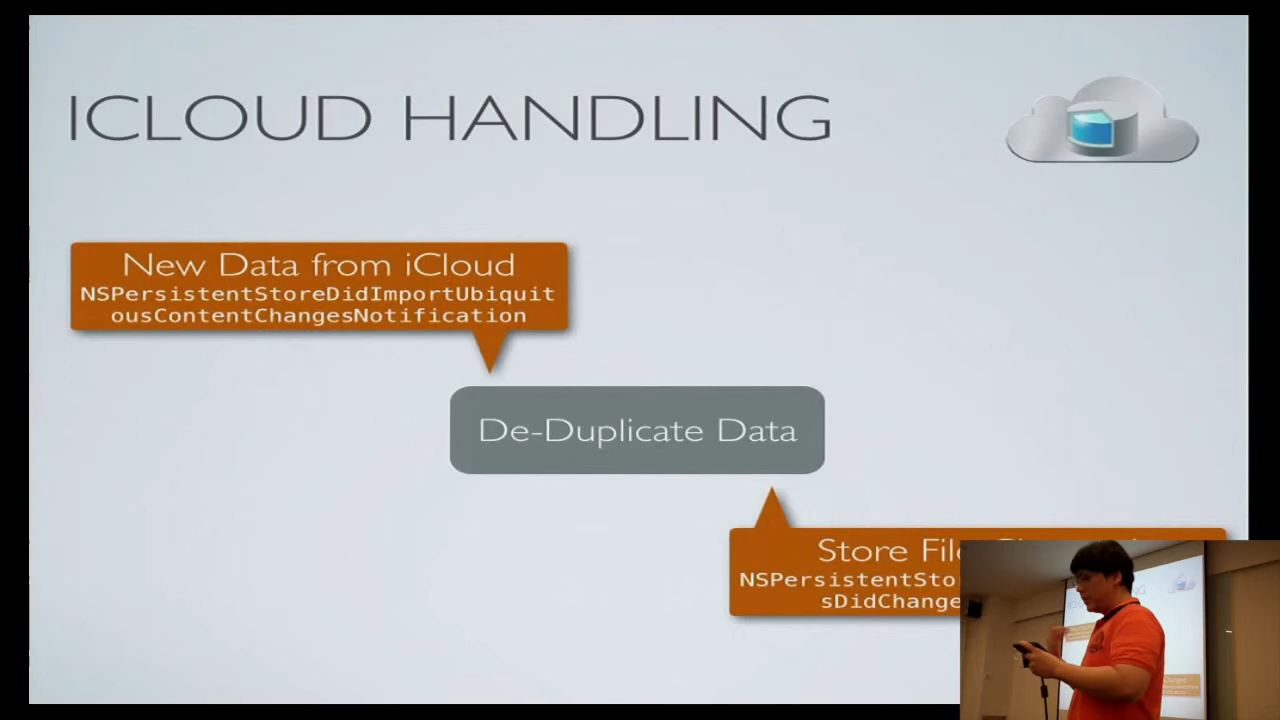 ICLOUD HANDLING
New Data from iCloud
NSPersistentStoreDidImportUbiquit
ousContentChangesNotification
De-Duplicate Data
Store File
NSPersistentSto
sDidChange